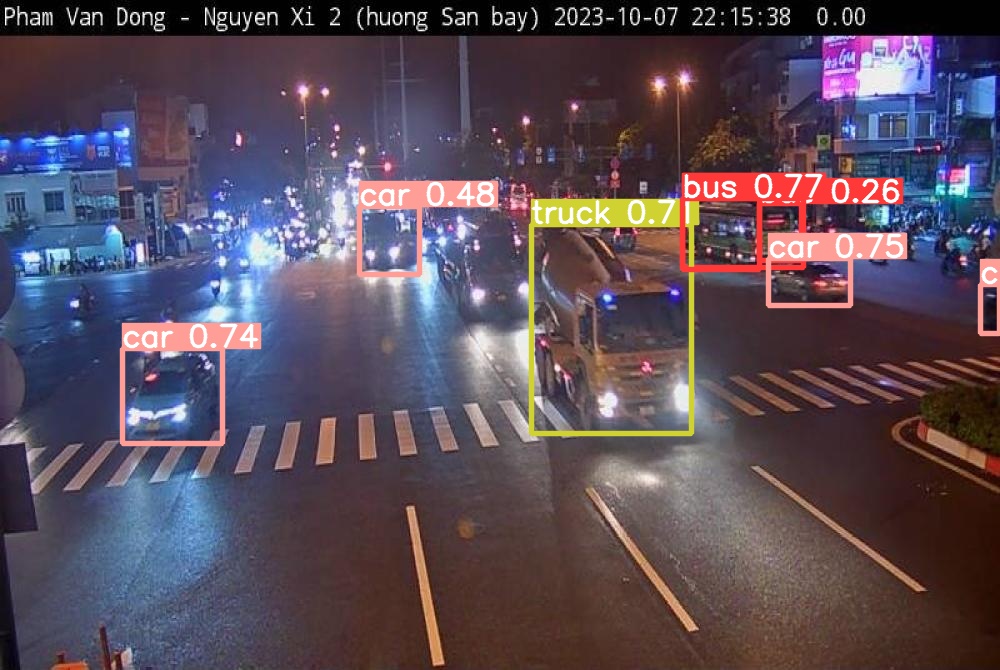 Pham Van Dong - Nguyen Xi 2 (huong San bay) 2023-10-07 22:15:38 0.00
bus 0.77 0.26
car 0.48
truck 0.7
car 0.75
c
car 0.74